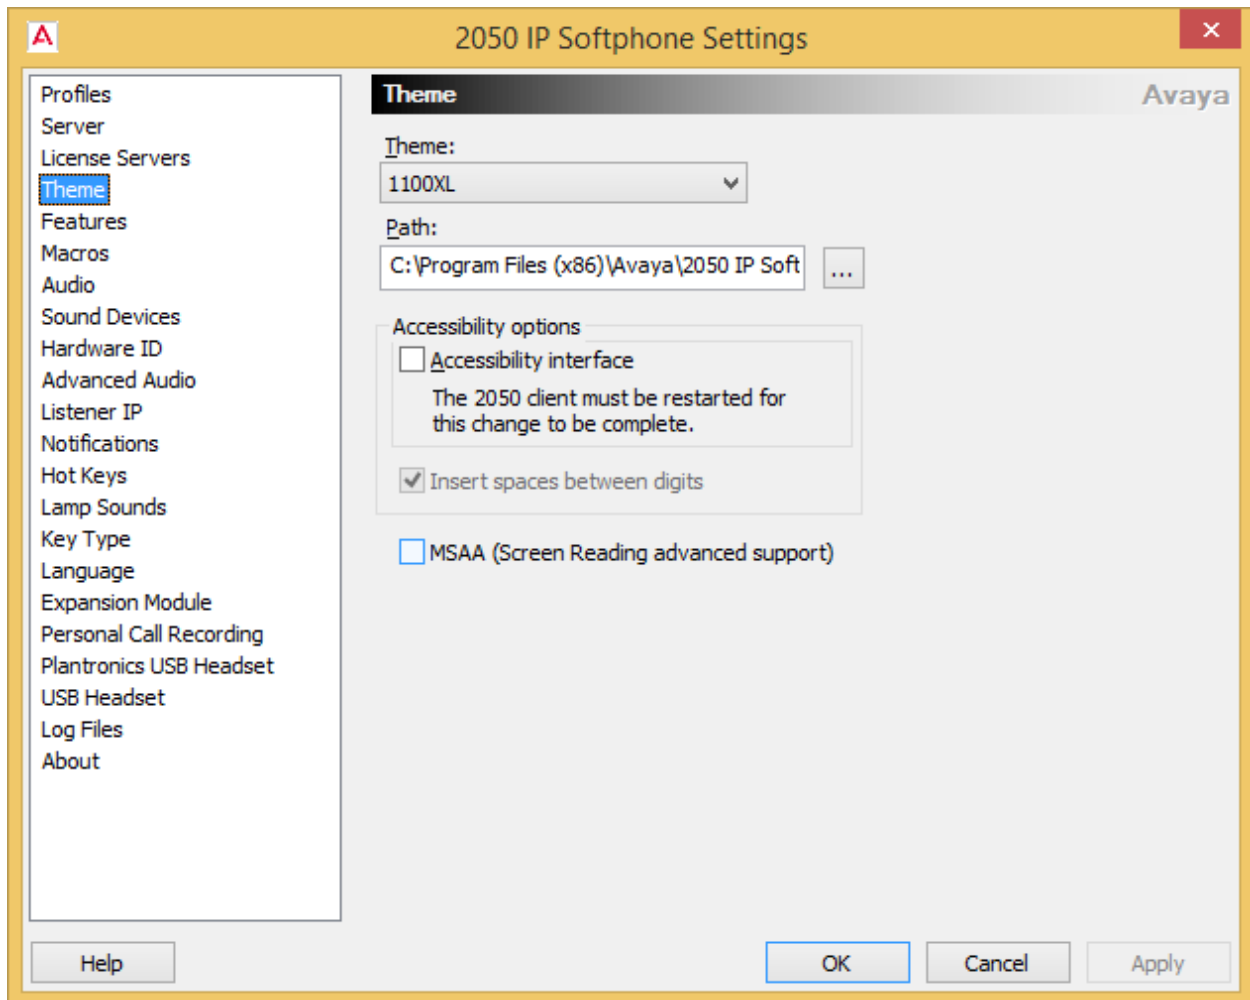 2050 IP Softphone Settings
Profiles
Server
License Servers
Theme
Features
Macros
Audio
Sound Devices
Hardware ID
Advanced Audio
Listener IP
Notifications
Hot Keys
Lamp Sounds
Key Type
Language
Expansion Module
Personal Call Recording
Plantronics USB Headset
USB Headset
Log Files
About
Theme
Avaya
Theme:
1100XL
Path:
C:\Program Files (x86)\Avaya\2050 IP Soft
...
Accessibility options
Accessibility interface
The 2050 client must be restarted for
this change to be complete.
Insert spaces between digits
MSAA (Screen Reading advanced support)
Help
OK
Cancel
Apply